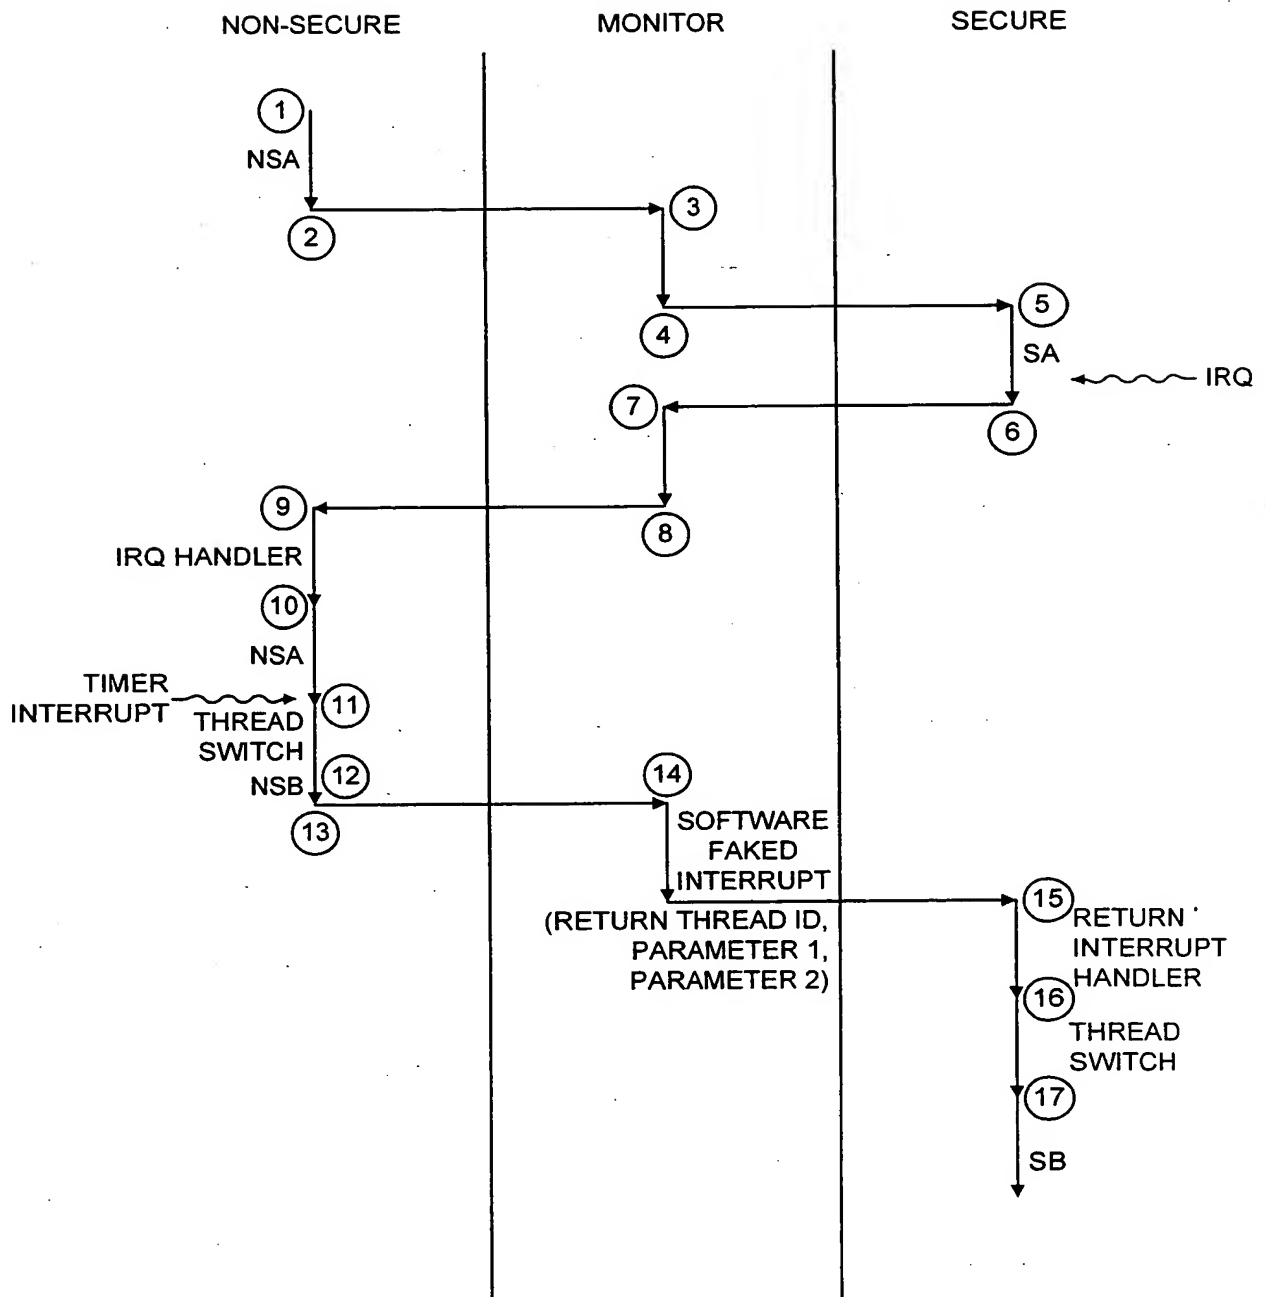 NON-SECURE
MONITOR
SECURE
1
NSA
2
3
4
5
SA
IRQ
6
7
8
9
IRQ HANDLER
10
NSA
TIMER
INTERRUPT
11
THREAD
SWITCH
NSB
12
13
14
SOFTWARE
FAKED
INTERRUPT
(RETURN THREAD ID,
PARAMETER 1,
PARAMETER 2)
15
RETURN
INTERRUPT
HANDLER
16
THREAD
SWITCH
17
SB